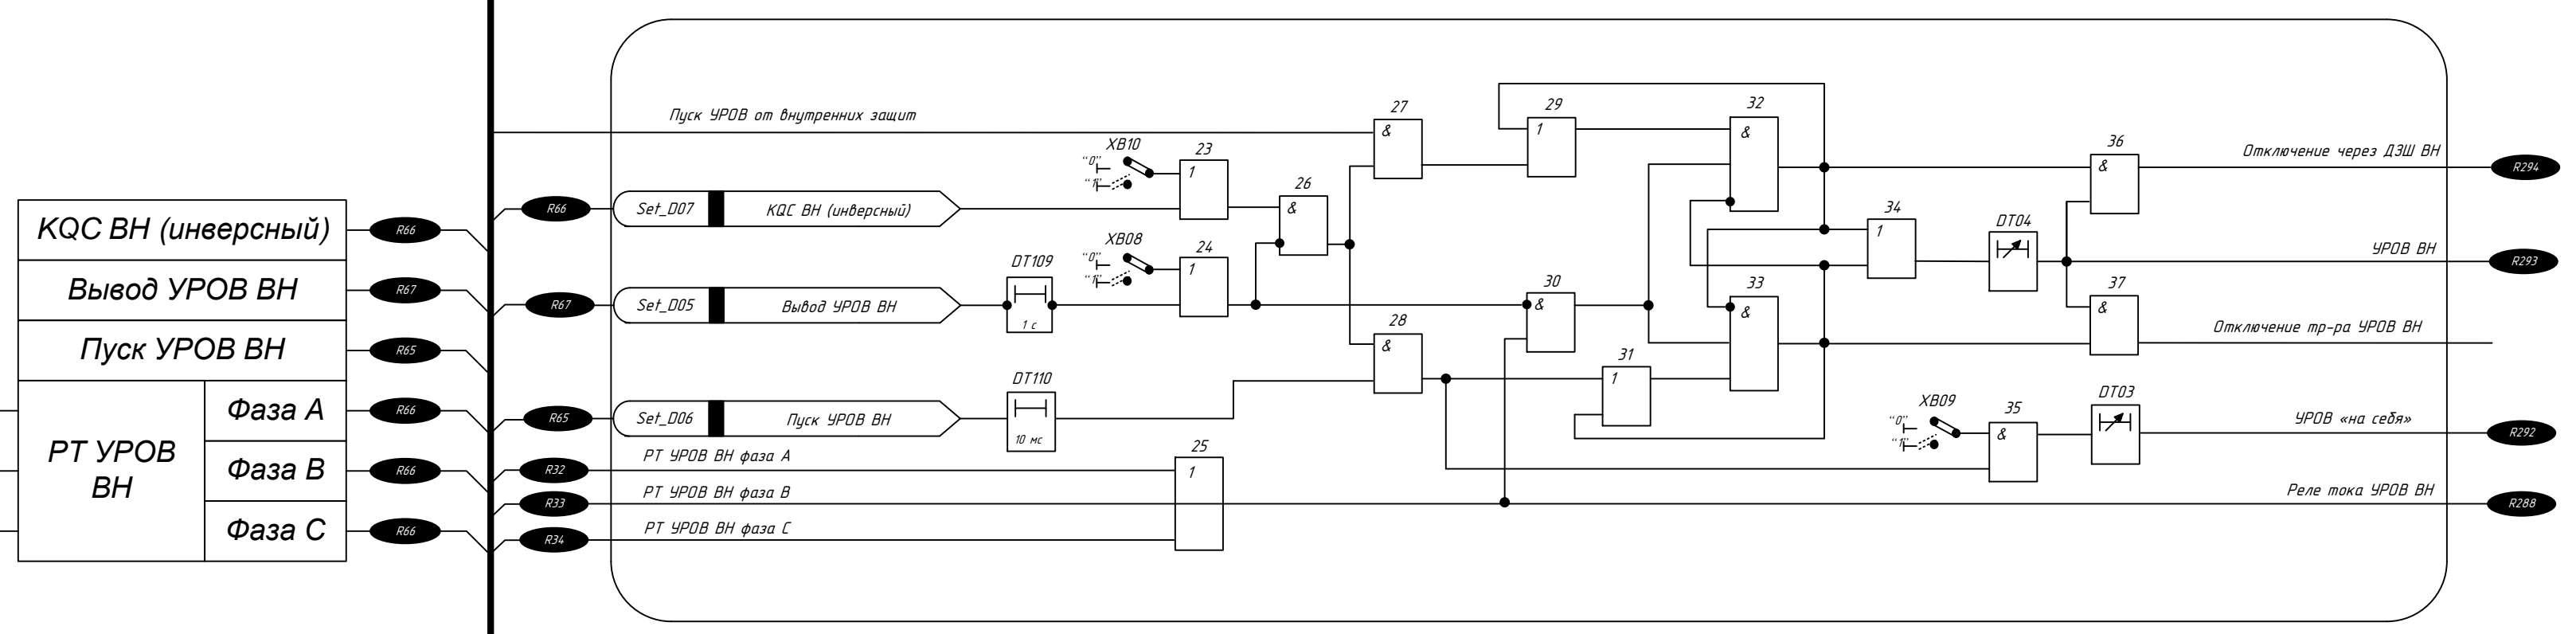 KQC ВН (инверсный)
R66
Вывод УРОВ ВН
R67
Пуск УРОВ ВН
R65
РТ УРОВ
ВН
Фаза А
R66
Фаза В
R66
Фаза С
R66
Пуск УРОВ от внутренних защит
R66
Set_D07
KQC ВН (инверсный)
R67
Set_D05
Вывод УРОВ ВН
R65
Set_D06
Пуск УРОВ ВН
R32
РТ УРОВ ВН фаза А
R33
РТ УРОВ ВН фаза В
R34
РТ УРОВ ВН фаза С
DT109
1 с
DT110
10 мс
XB10
"0"
"1"
XB08
"0"
"1"
23
1
24
1
25
1
26
&
27
&
28
&
29
1
30
&
31
1
32
&
33
&
34
1
DT04
XB09
"0"
"1"
35
&
36
&
37
&
DT03
Отключение через ДЗШ ВН
R294
УРОВ ВН
R293
Отключение тр-ра УРОВ ВН
УРОВ «на себя»
R292
Реле тока УРОВ ВН
R288